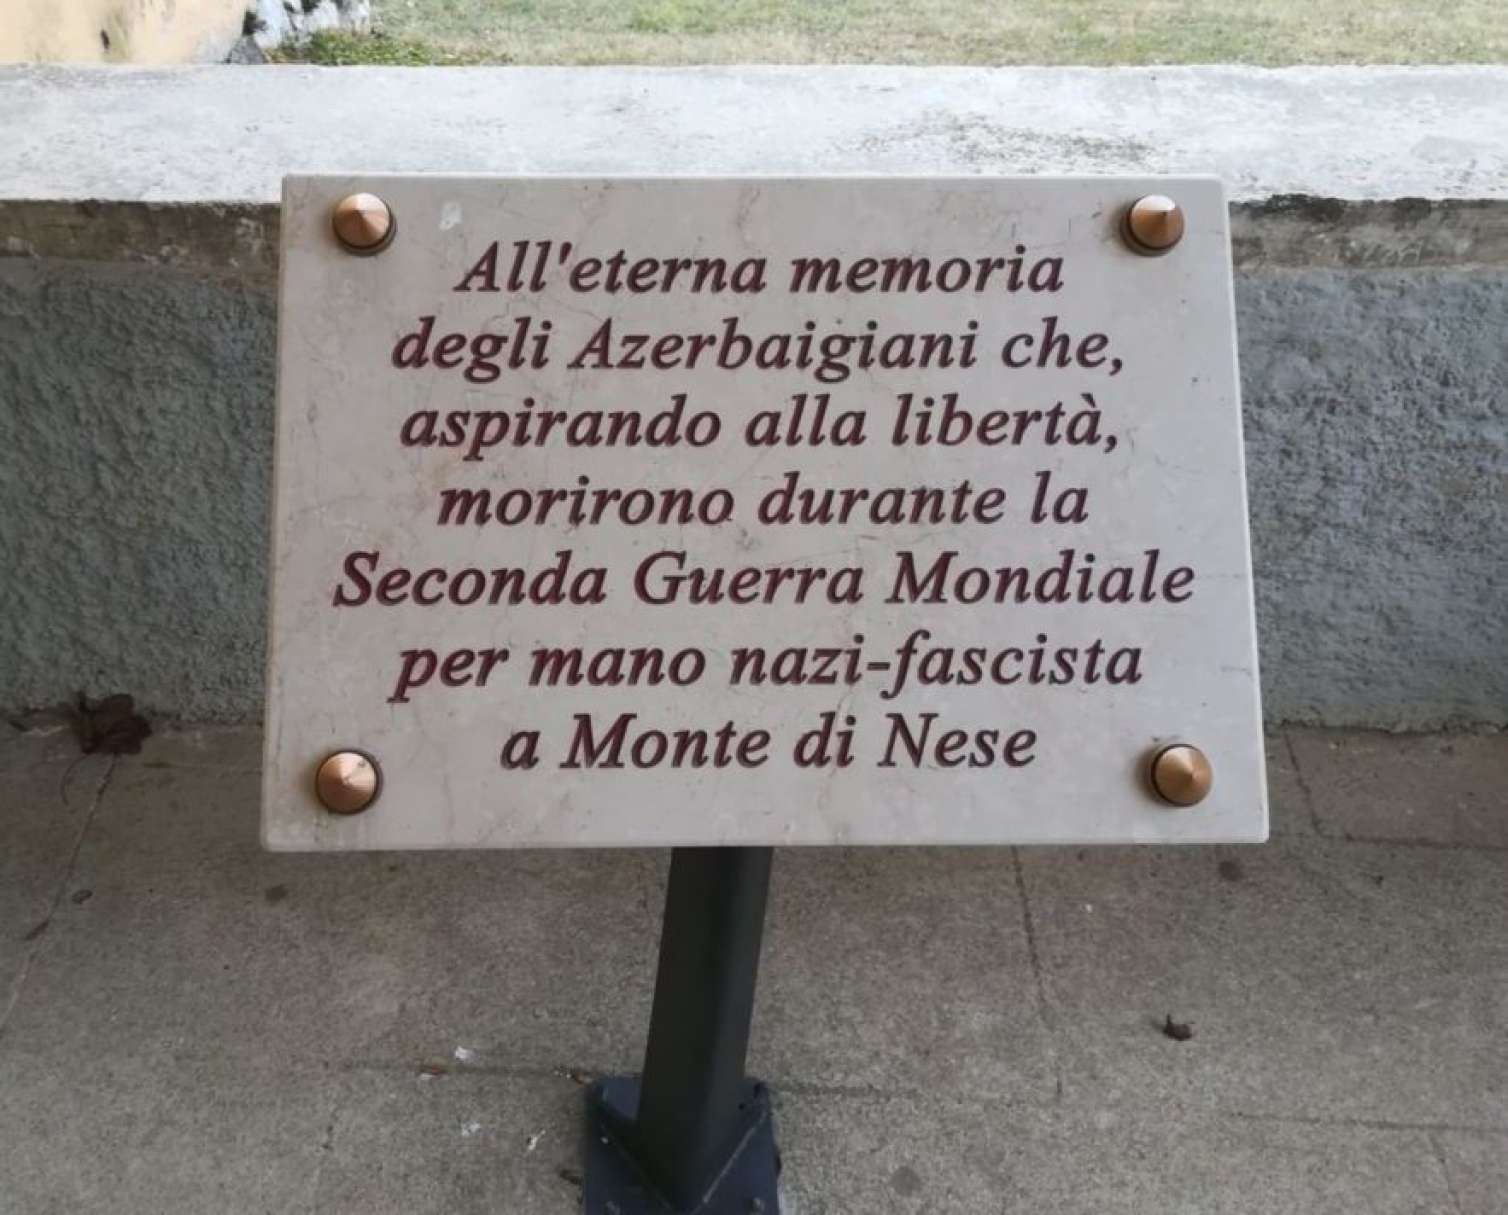 All'eterna memoria
degli Azerbaigiani che,
aspirando alla libertà,
morirono durante la
Seconda Guerra Mondiale
per mano nazi-fascista
a Monte di Nese